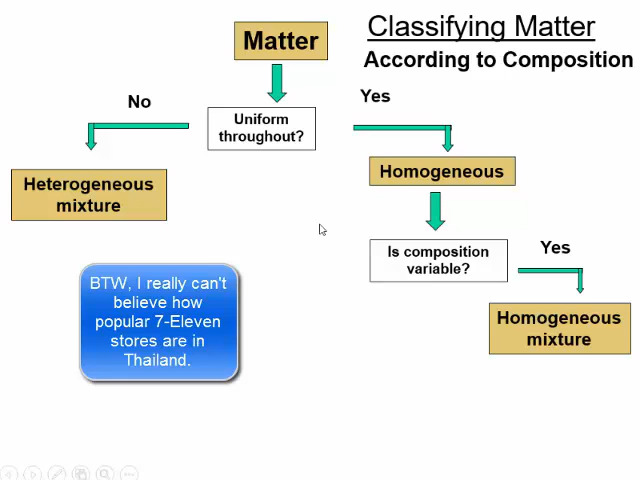 Classifying Matter
According to Composition
Matter
No
Yes
Uniform
throughout?
Heterogeneous
mixture
Homogeneous
Is composition
variable?
Yes
Homogeneous
mixture
BTW, I really can't
believe how
popular 7-Eleven
stores are in
Thailand.